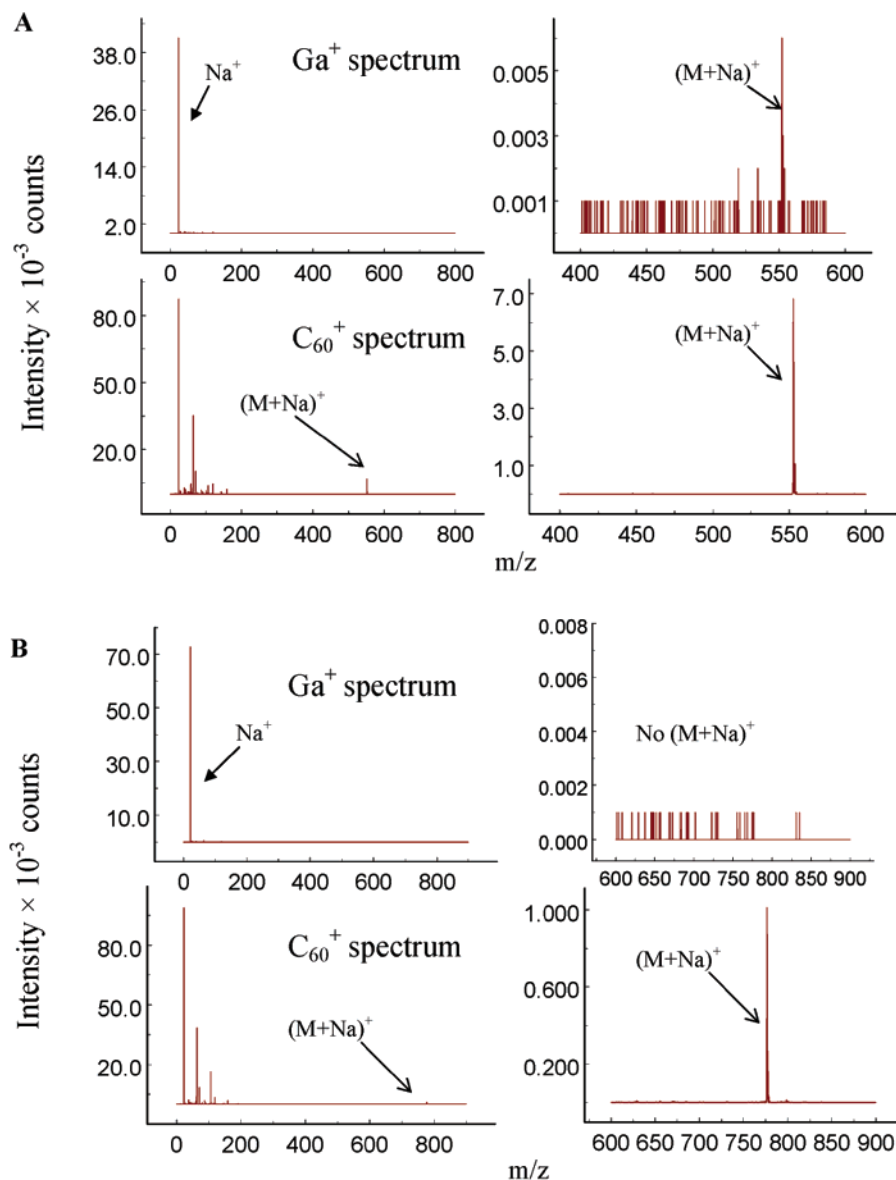 A
Intensity × 10⁻³ counts
38.0
26.0
14.0
2.0
Ga⁺ spectrum
Na⁺
0 200 400 600 800
0.005
0.003
0.001
(M+Na)⁺
400 450 500 550 600
80.0
50.0
20.0
C₆₀⁺ spectrum
(M+Na)⁺
0 200 400 600 800
7.0
5.0
3.0
1.0
(M+Na)⁺
400 450 500 550 600
m/z
B
Intensity × 10⁻³ counts
70.0
50.0
30.0
10.0
Ga⁺ spectrum
Na⁺
0 200 400 600 800
0.008
0.006
0.004
0.002
0.000
No (M+Na)⁺
600 650 700 750 800 850 900
80.0
50.0
20.0
C₆₀⁺ spectrum
(M+Na)⁺
0 200 400 600 800
1.000
0.600
0.200
(M+Na)⁺
600 650 700 750 800 850 900
m/z